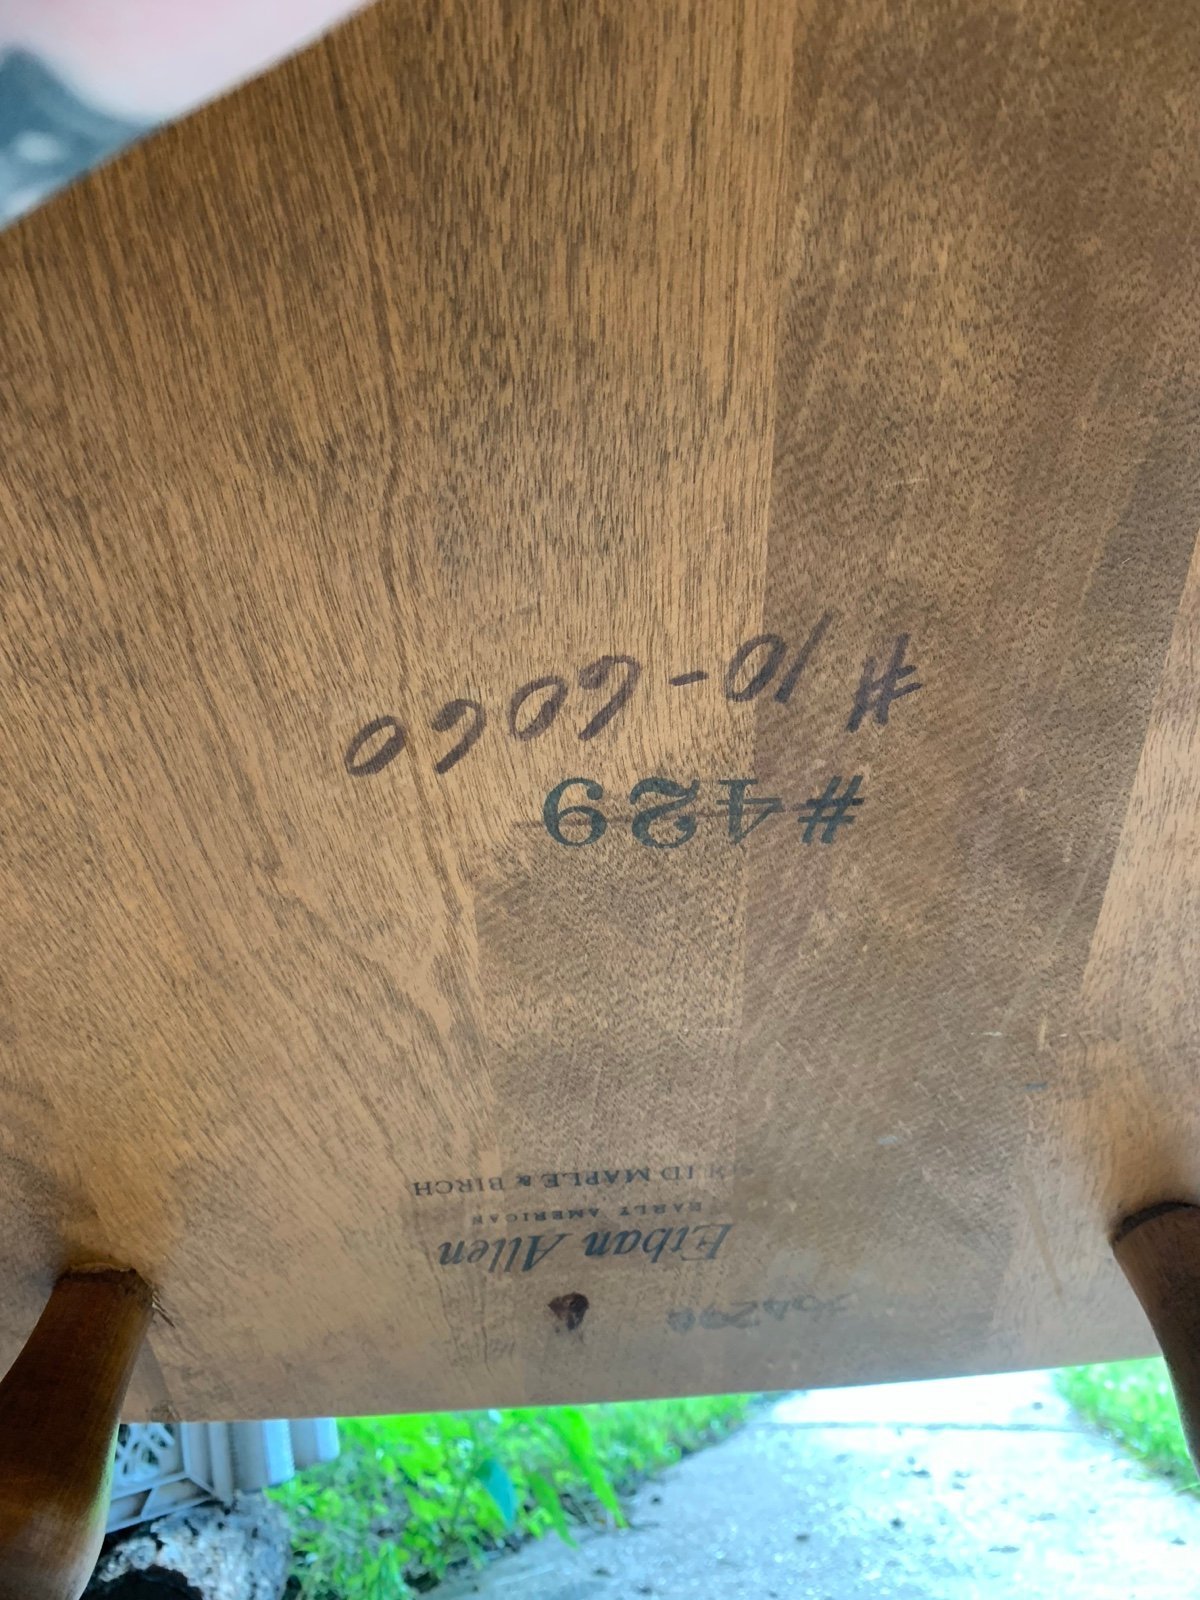 Ethan Allen
EARLY AMERICAN
SOLID MAPLE & BIRCH
#429
# 10-6060